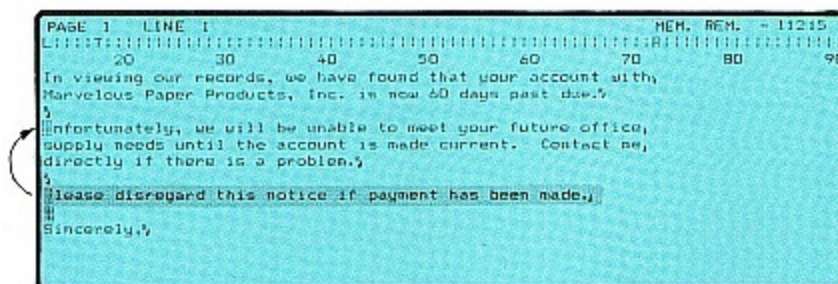 PAGE 1 LINE 1 MEM. REM. - 11215
20 30 40 50 60 70 80 90
In viewing our records, we have found that your account with
Marvelous Paper Products, Inc. is now 60 days past due.
Unfortunately, we will be unable to meet your future office
supply needs until the account is made current. Contact me
directly if there is a problem.
Please disregard this notice if payment has been made.
Sincerely,